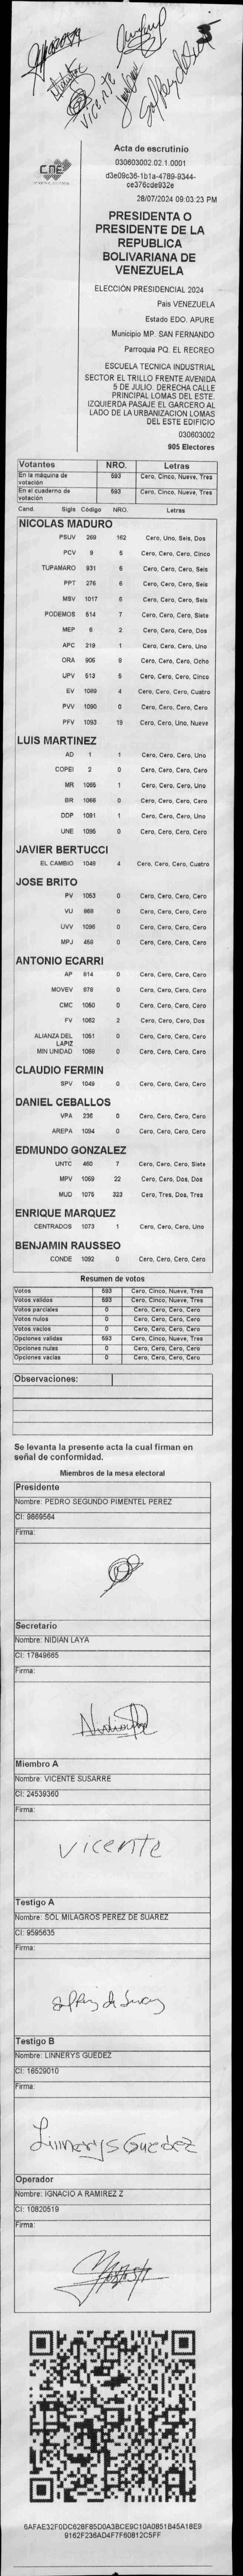 5
CNE
Acta de escrutinio
030603002.02.1.0001
d3e09c36-1b1a-4789-9344-
ce376cde932e
28/07/2024 09:03:23 PM
PRESIDENTA O
PRESIDENTE DE LA
REPUBLICA
BOLIVARIANA DE
VENEZUELA
ELECCIÓN PRESIDENCIAL 2024
Pais VENEZUELA
Estado EDO. APURE
Municipio MP. SAN FERNANDO
Parroquia PQ. EL RECREO
ESCUELA TECNICA INDUSTRIAL
SECTOR EL TRILLO FRENTE AVENIDA
5 DE JULIO. DERECHA CALLE
PRINCIPAL LOMAS DEL ESTE.
IZQUIERDA PASAJE EL GARCERO AL
LADO DE LA URBANIZACION LOMAS
DEL ESTE EDIFICIO
030603002
905 Electores
Votantes NRO. Letras
En la máquina de votación 593 Cero, Cinco, Nueve, Tres
En el cuaderno de votación 593 Cero, Cinco, Nueve, Tres
Cand. Sigls Código NRO. Letras
NICOLAS MADURO
PSUV 269 162 Cero, Uno, Seis, Dos
PCV 9 5 Cero, Cero, Cero, Cinco
TUPAMARO 931 6 Cero, Cero, Cero, Seis
PPT 276 6 Cero, Cero, Cero, Seis
MSV 1017 6 Cero, Cero, Cero, Seis
PODEMOS 514 7 Cero, Cero, Cero, Siete
MEP 6 2 Cero, Cero, Cero, Dos
APC 219 1 Cero, Cero, Cero, Uno
ORA 906 8 Cero, Cero, Cero, Ocho
UPV 513 5 Cero, Cero, Cero, Cinco
EV 1089 4 Cero, Cero, Cero, Cuatro
PVV 1090 0 Cero, Cero, Cero, Cero
PFV 1093 19 Cero, Cero, Uno, Nueve
LUIS MARTINEZ
AD 1 1 Cero, Cero, Cero, Uno
COPEI 2 0 Cero, Cero, Cero, Cero
MR 1065 1 Cero, Cero, Cero, Uno
BR 1066 0 Cero, Cero, Cero, Cero
DDP 1091 1 Cero, Cero, Cero, Uno
UNE 1095 0 Cero, Cero, Cero, Cero
JAVIER BERTUCCI
EL CAMBIO 1048 4 Cero, Cero, Cero, Cuatro
JOSE BRITO
PV 1053 0 Cero, Cero, Cero, Cero
VU 868 0 Cero, Cero, Cero, Cero
UVV 1096 0 Cero, Cero, Cero, Cero
MPJ 458 0 Cero, Cero, Cero, Cero
ANTONIO ECARRI
AP 814 0 Cero, Cero, Cero, Cero
MOVEV 978 0 Cero, Cero, Cero, Cero
CMC 1050 0 Cero, Cero, Cero, Cero
FV 1062 2 Cero, Cero, Cero, Dos
ALIANZA DEL LAPIZ 1051 0 Cero, Cero, Cero, Cero
MIN UNIDAD 1069 0 Cero, Cero, Cero, Cero
CLAUDIO FERMIN
SPV 1049 0 Cero, Cero, Cero, Cero
DANIEL CEBALLOS
VPA 236 0 Cero, Cero, Cero, Cero
AREPA 1094 0 Cero, Cero, Cero, Cero
EDMUNDO GONZALEZ
UNTC 460 7 Cero, Cero, Cero, Siete
MPV 1059 22 Cero, Cero, Dos, Dos
MUD 1075 323 Cero, Tres, Dos, Tres
ENRIQUE MARQUEZ
CENTRADOS 1073 1 Cero, Cero, Cero, Uno
BENJAMIN RAUSSEO
CONDE 1092 0 Cero, Cero, Cero, Cero
Resumen de votos
Votos 593 Cero, Cinco, Nueve, Tres
Votos válidos 593 Cero, Cinco, Nueve, Tres
Votos parciales 0 Cero, Cero, Cero, Cero
Votos nulos 0 Cero, Cero, Cero, Cero
Votos vacíos 0 Cero, Cero, Cero, Cero
Opciones validas 593 Cero, Cinco, Nueve, Tres
Opciones nulas 0 Cero, Cero, Cero, Cero
Opciones vacías 0 Cero, Cero, Cero, Cero
Observaciones:
Se levanta la presente acta la cual firman en
señal de conformidad.
Miembros de la mesa electoral
Presidente
Nombre: PEDRO SEGUNDO PIMENTEL PEREZ
CI: 9869564
Firma:
Secretario
Nombre: NIDIAN LAYA
CI: 17849665
Firma:
Miembro A
Nombre: VICENTE SUSARRE
CI: 24539360
Firma:
Vicente
Testigo A
Nombre: SOL MILAGROS PEREZ DE SUAREZ
CI: 9595635
Firma:
Testigo B
Nombre: LINNERYS GUEDEZ
CI: 16529010
Firma:
Linnerys Guedez
Operador
Nombre: IGNACIO A RAMIREZ Z
CI: 10820519
Firma:
6AFAE32F0DC628F85D0A3BCE9C10A0851B45A18E9
9162F236AD4F7F60812C5FF